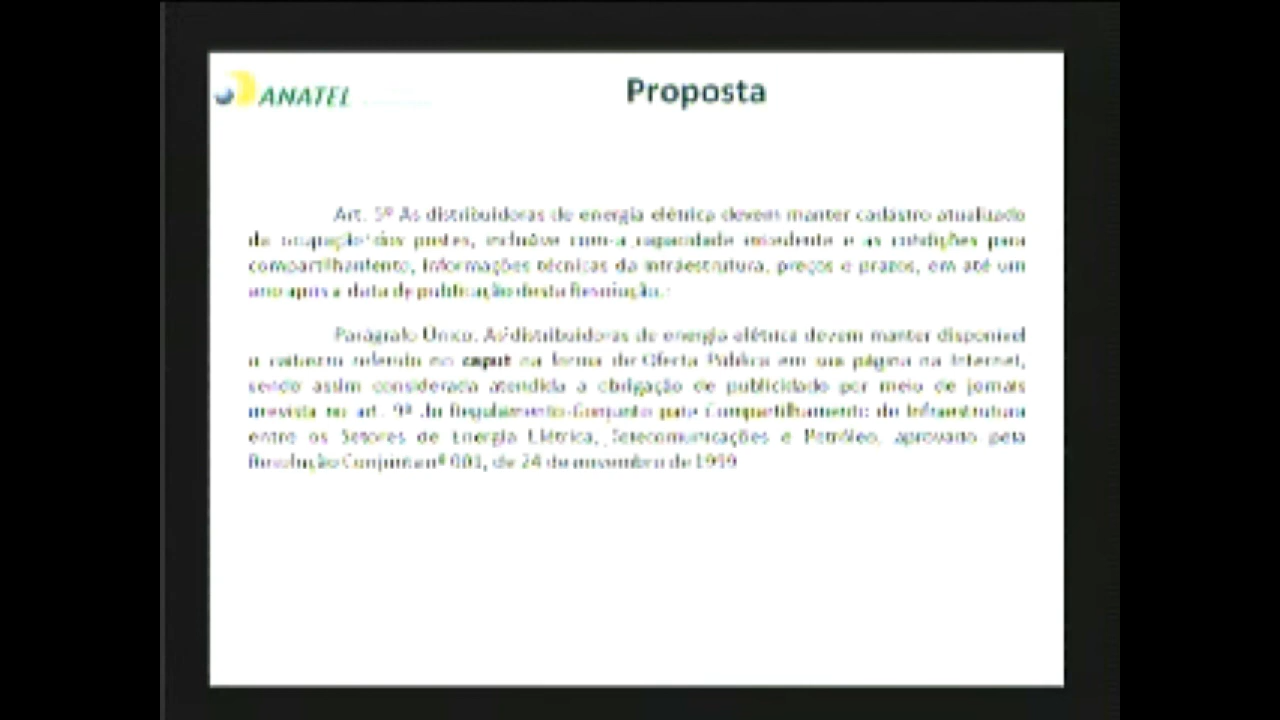 ANATEL
Proposta
Art. 5º As distribuidoras de energia elétrica devem manter cadastro atualizado
da ocupação dos postes, inclusive com a capacidade excedente e as condições para
compartilhamento, informações técnicas da infraestrutura, preços e prazos, em até um
ano após a data de publicação desta Resolução.
Parágrafo Único. As distribuidoras de energia elétrica devem manter disponível
o cadastro referido no caput na forma de Oferta Pública em sua página na Internet,
sendo assim considerada atendida a obrigação de publicidade por meio de jornais
prevista no art. 9º do Regulamento Conjunto para Compartilhamento de Infraestrutura
entre os Setores de Energia Elétrica, Telecomunicações e Petróleo, aprovado pela
Resolução Conjunta nº 001, de 24 de novembro de 1999